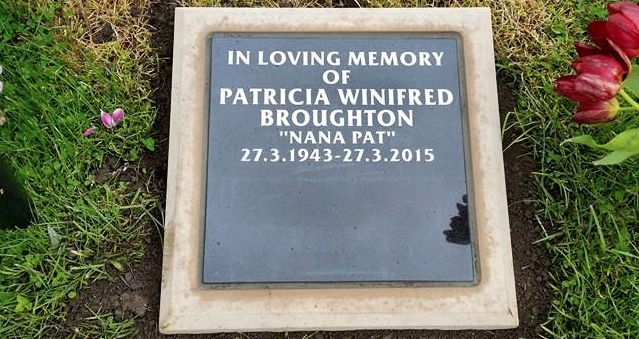 IN LOVING MEMORY
OF
PATRICIA WINIFRED
BROUGHTON
"NANA PAT"
27.3.1943-27.3.2015